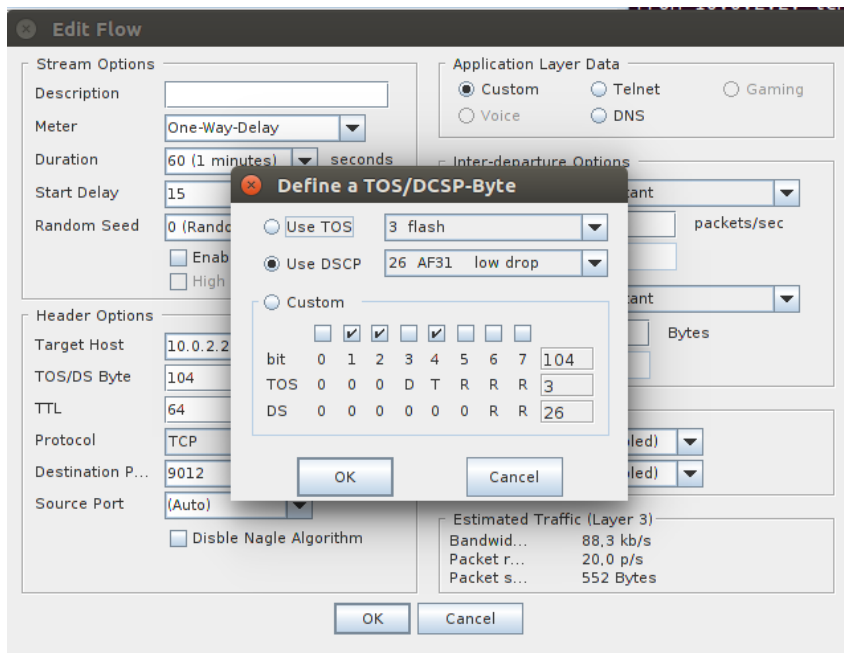 Edit Flow
Stream Options
Description
Meter One-Way-Delay
Duration 60 (1 minutes) seconds
Start Delay 15
Random Seed 0 (Rando
Enab
High
Header Options
Target Host 10.0.2.2
TOS/DS Byte 104
TTL 64
Protocol TCP
Destination P... 9012
Source Port (Auto)
Disble Nagle Algorithm
Application Layer Data
Custom Telnet Gaming
Voice DNS
Inter-departure Options
tant
packets/sec
tant
Bytes
led)
led)
Estimated Traffic (Layer 3)
Bandwid... 88,3 kb/s
Packet r... 20,0 p/s
Packet s... 552 Bytes
OK Cancel
Define a TOS/DCSP-Byte
Use TOS 3 flash
Use DSCP 26 AF31 low drop
Custom
bit 0 1 2 3 4 5 6 7 104
TOS 0 0 0 D T R R R 3
DS 0 0 0 0 0 0 R R 26
OK Cancel